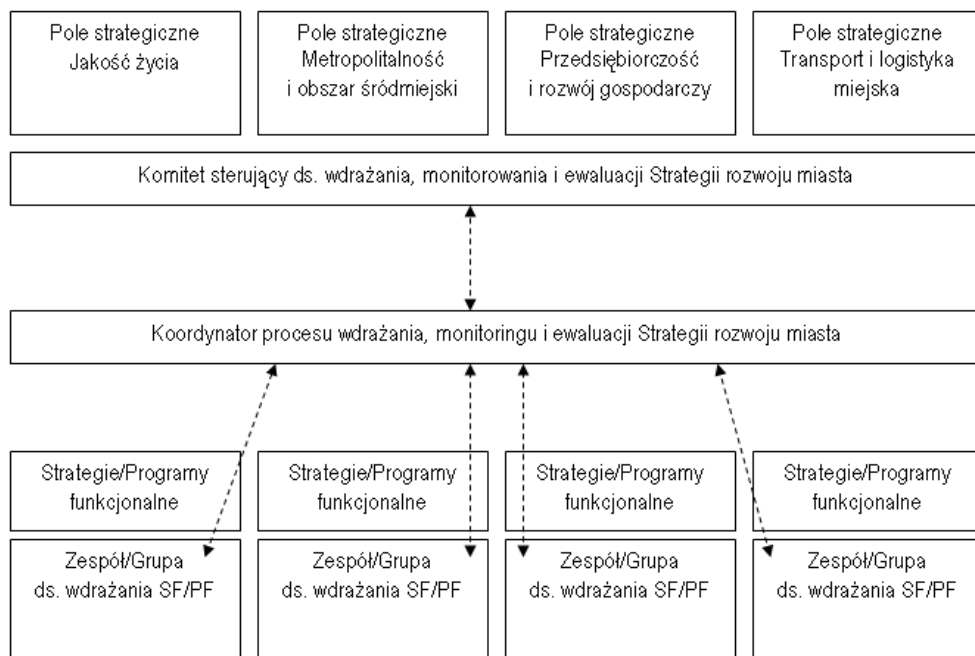 Pole strategiczne
Jakość życia
Pole strategiczne
Metropolitalność
i obszar śródmiejski
Pole strategiczne
Przedsiębiorczość
i rozwój gospodarczy
Pole strategiczne
Transport i logistyka
miejska
Komitet sterujący ds. wdrażania, monitorowania i ewaluacji Strategii rozwoju miasta
Koordynator procesu wdrażania, monitoringu i ewaluacji Strategii rozwoju miasta
Strategie/Programy
funkcjonalne
Strategie/Programy
funkcjonalne
Strategie/Programy
funkcjonalne
Strategie/Programy
funkcjonalne
Zespół/Grupa
ds. wdrażania SF/PF
Zespół/Grupa
ds. wdrażania SF/PF
Zespół/Grupa
ds. wdrażania SF/PF
Zespół/Grupa
ds. wdrażania SF/PF